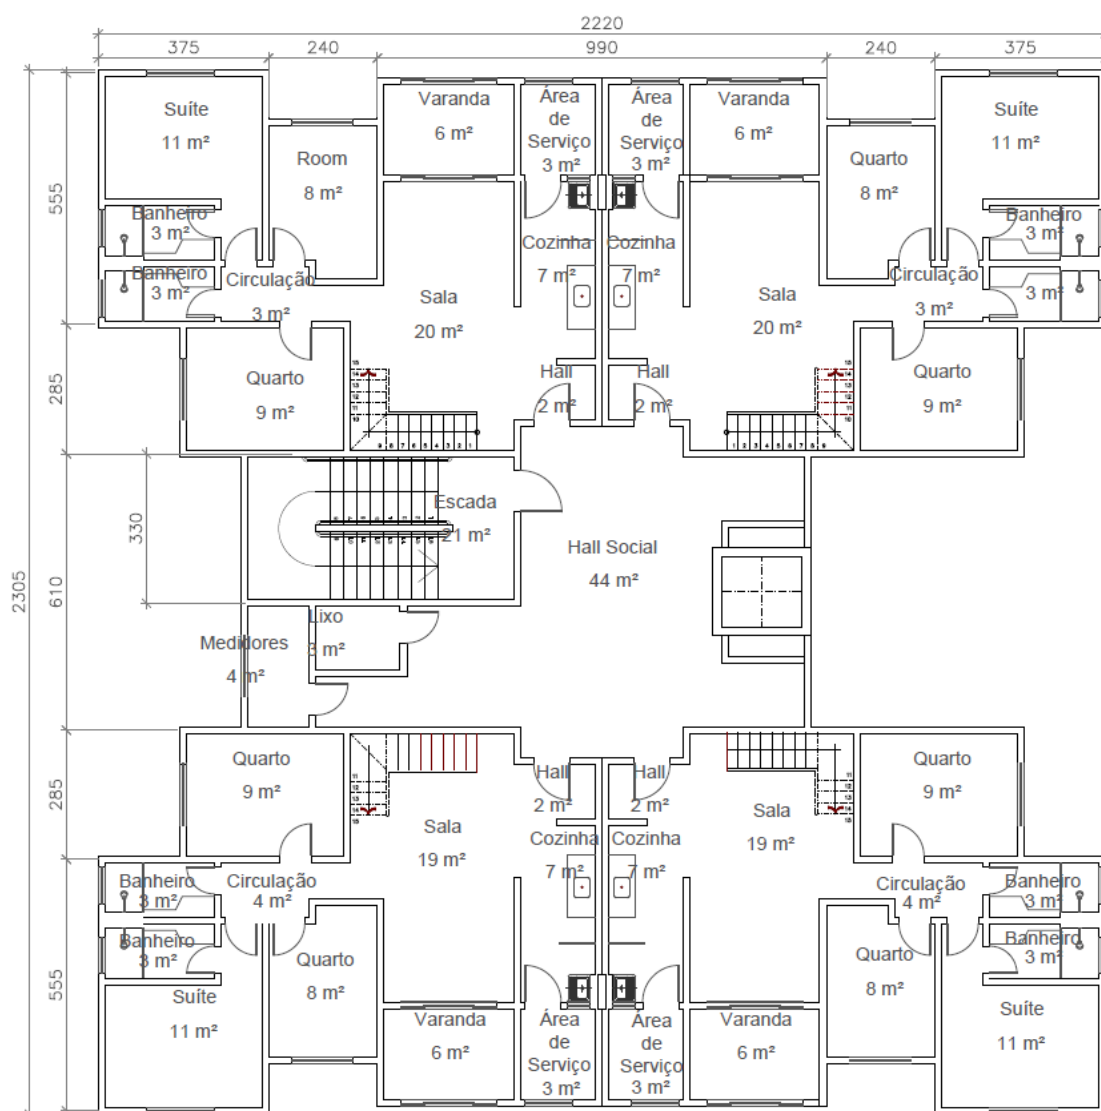 2220
375 240 990 240 375
Suíte
11 m²
Varanda
6 m²
Área
de
Serviço
3 m²
Área
de
Serviço
3 m²
Varanda
6 m²
Suíte
11 m²
Room
8 m²
Quarto
8 m²
555
Banheiro
3 m²
Banheiro
3 m²
Cozinha
7 m²
Cozinha
7 m²
Banheiro
3 m²
3 m²
Circulação
3 m²
Sala
20 m²
Sala
20 m²
Circulação
3 m²
285
Quarto
9 m²
Hall
2 m²
Hall
2 m²
Quarto
9 m²
2305
610
330
Escada
21 m²
Hall Social
44 m²
Lixo
3 m²
Medidores
4 m²
285
Quarto
9 m²
Hall
2 m²
Hall
2 m²
Quarto
9 m²
Sala
19 m²
Cozinha
7 m²
Cozinha
7 m²
Sala
19 m²
555
Banheiro
3 m²
Circulação
4 m²
Circulação
4 m²
Banheiro
3 m²
Banheiro
3 m²
Banheiro
3 m²
Quarto
8 m²
Quarto
8 m²
Suíte
11 m²
Varanda
6 m²
Área
de
Serviço
3 m²
Área
de
Serviço
3 m²
Varanda
6 m²
Suíte
11 m²